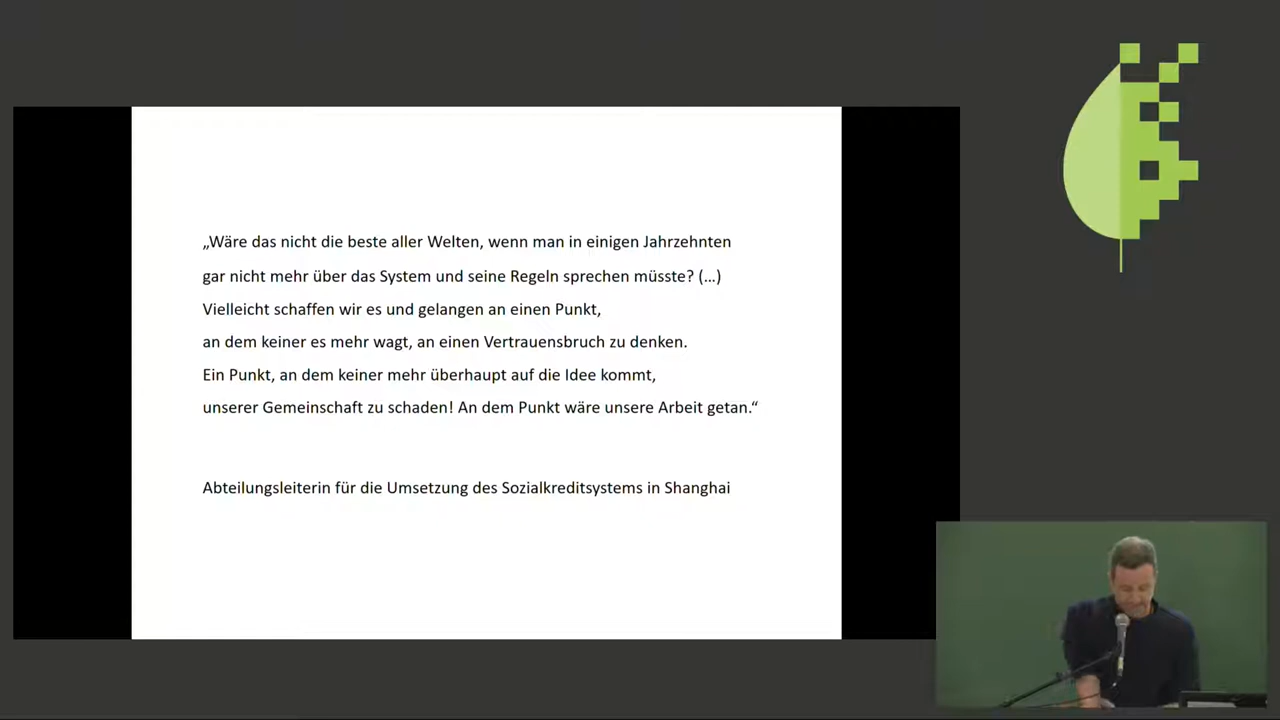 „Wäre das nicht die beste aller Welten, wenn man in einigen Jahrzehnten
gar nicht mehr über das System und seine Regeln sprechen müsste? (...)
Vielleicht schaffen wir es und gelangen an einen Punkt,
an dem keiner es mehr wagt, an einen Vertrauensbruch zu denken.
Ein Punkt, an dem keiner mehr überhaupt auf die Idee kommt,
unserer Gemeinschaft zu schaden! An dem Punkt wäre unsere Arbeit getan.“
Abteilungsleiterin für die Umsetzung des Sozialkreditsystems in Shanghai